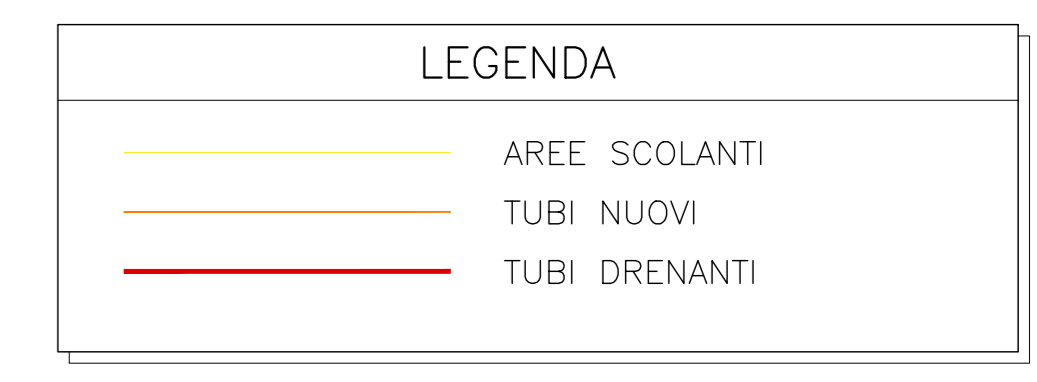 LEGENDA
AREE SCOLANTI
TUBI NUOVI
TUBI DRENANTI